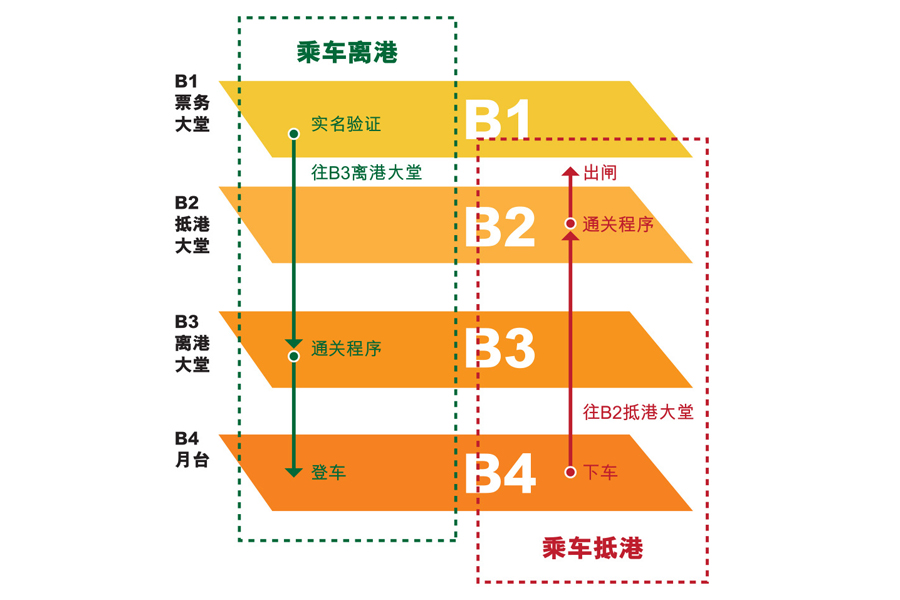 乘车离港
B1
票务
大堂
B1
实名验证
往B3离港大堂
出闸
B2
抵港
大堂
B2
通关程序
B3
离港
大堂
通关程序
B3
往B2抵港大堂
B4
月台
登车
B4
下车
乘车抵港